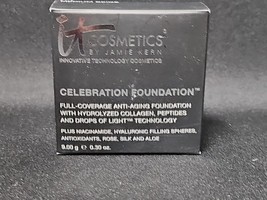 it COSMETICS™
BY JAMIE KERN
INNOVATIVE TECHNOLOGY COSMETICS
CELEBRATION FOUNDATION™
FULL-COVERAGE ANTI-AGING FOUNDATION
WITH HYDROLYZED COLLAGEN, PEPTIDES
AND DROPS OF LIGHT™ TECHNOLOGY
PLUS NIACINAMIDE, HYALURONIC FILLING SPHERES,
ANTIOXIDANTS, ROSE, SILK AND ALOE
9.00 g ℮ 0.30 oz.